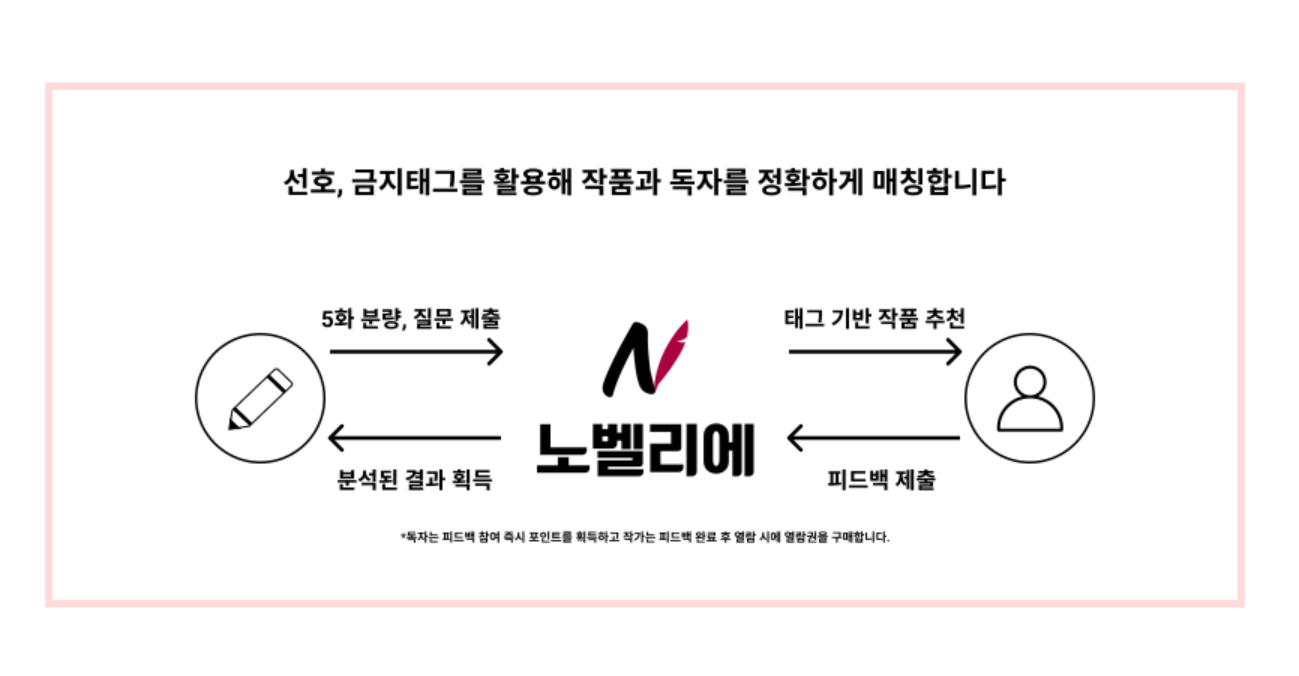 선호, 금지태그를 활용해 작품과 독자를 정확하게 매칭합니다
5화 분량, 질문 제출
태그 기반 작품 추천
노벨리에
분석된 결과 획득
피드백 제출
*독자는 피드백 참여 즉시 포인트를 획득하고 작가는 피드백 완료 후 열람 시에 열람권을 구매합니다.